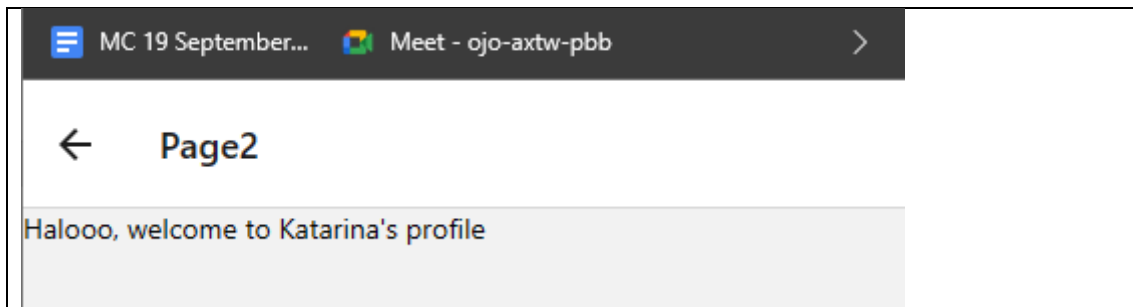 MC 19 September... Meet - ojo-axtw-pbb
Page2
Halooo, welcome to Katarina's profile